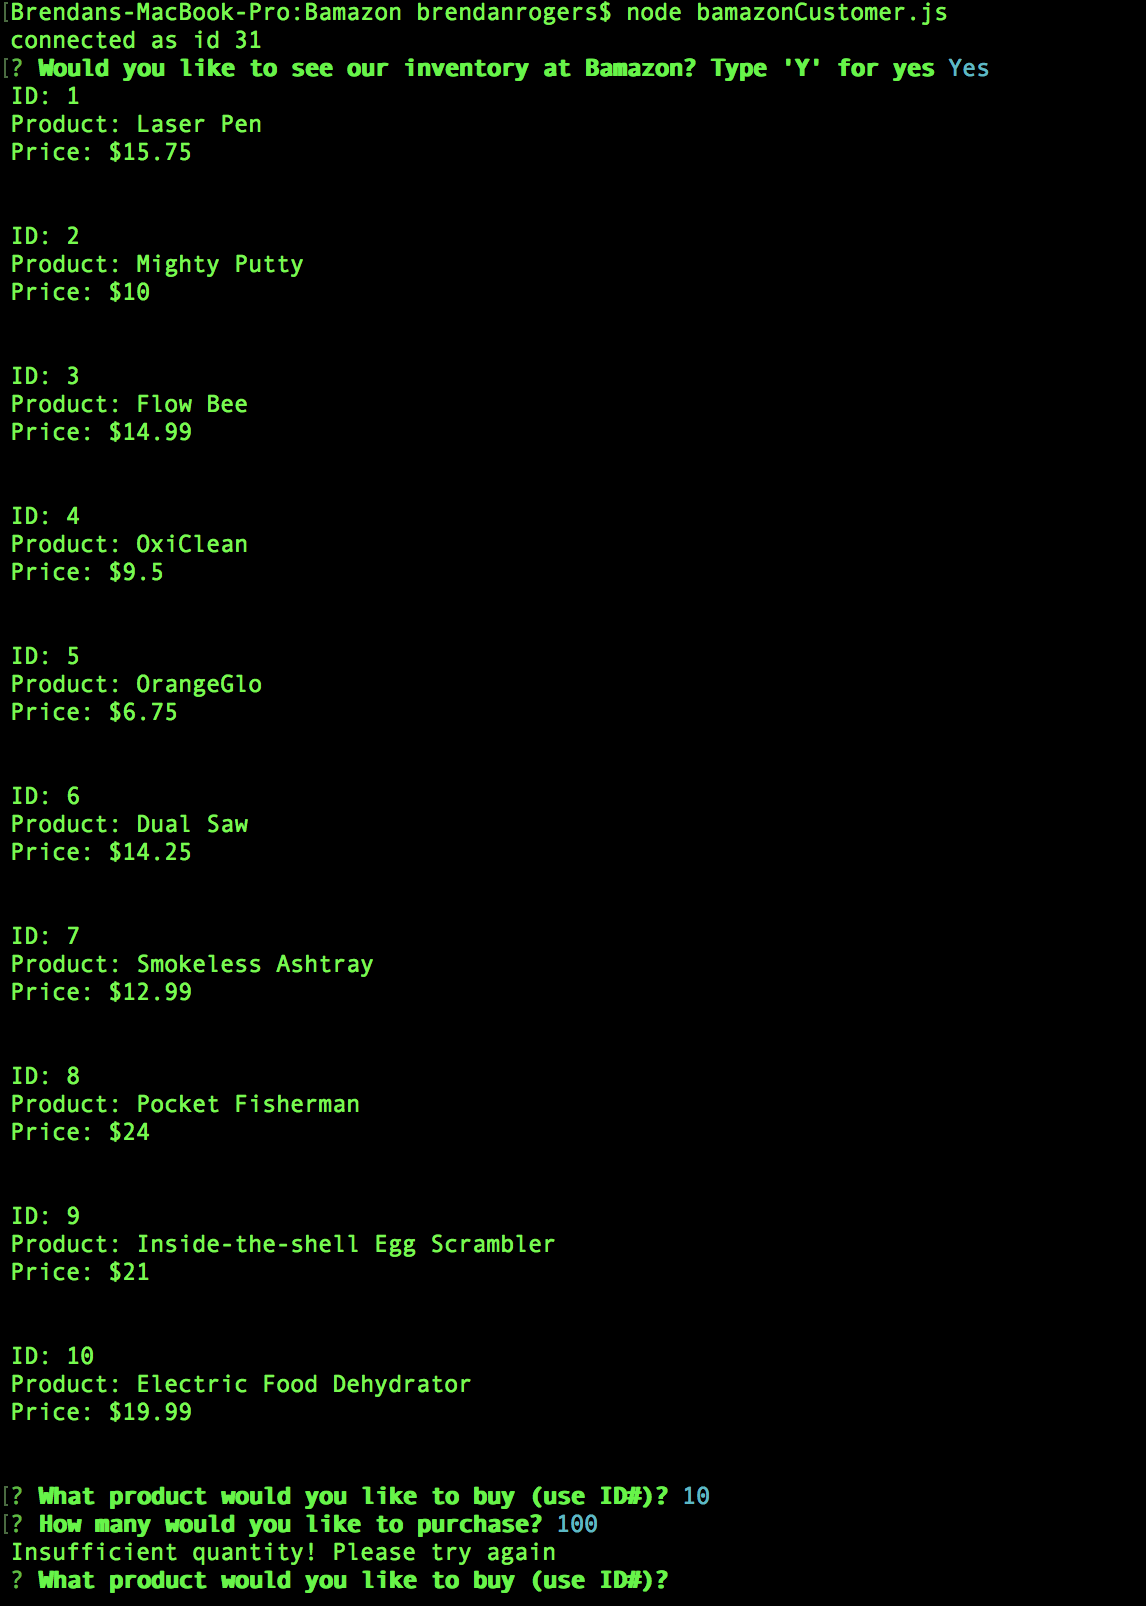 [Brendans-MacBook-Pro:Bamazon brendanrogers$ node bamazonCustomer.js
connected as id 31
[? Would you like to see our inventory at Bamazon? Type 'Y' for yes Yes
ID: 1
Product: Laser Pen
Price: $15.75
ID: 2
Product: Mighty Putty
Price: $10
ID: 3
Product: Flow Bee
Price: $14.99
ID: 4
Product: OxiClean
Price: $9.5
ID: 5
Product: OrangeGlo
Price: $6.75
ID: 6
Product: Dual Saw
Price: $14.25
ID: 7
Product: Smokeless Ashtray
Price: $12.99
ID: 8
Product: Pocket Fisherman
Price: $24
ID: 9
Product: Inside-the-shell Egg Scrambler
Price: $21
ID: 10
Product: Electric Food Dehydrator
Price: $19.99
[? What product would you like to buy (use ID#)? 10
[? How many would you like to purchase? 100
Insufficient quantity! Please try again
? What product would you like to buy (use ID#)?